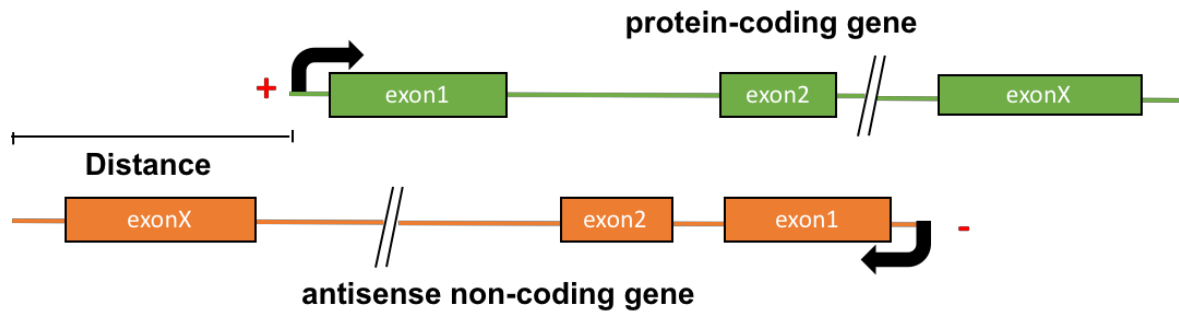 protein-coding gene
+
exon1
exon2
exonX
Distance
exonX
exon2
exon1
-
antisense non-coding gene